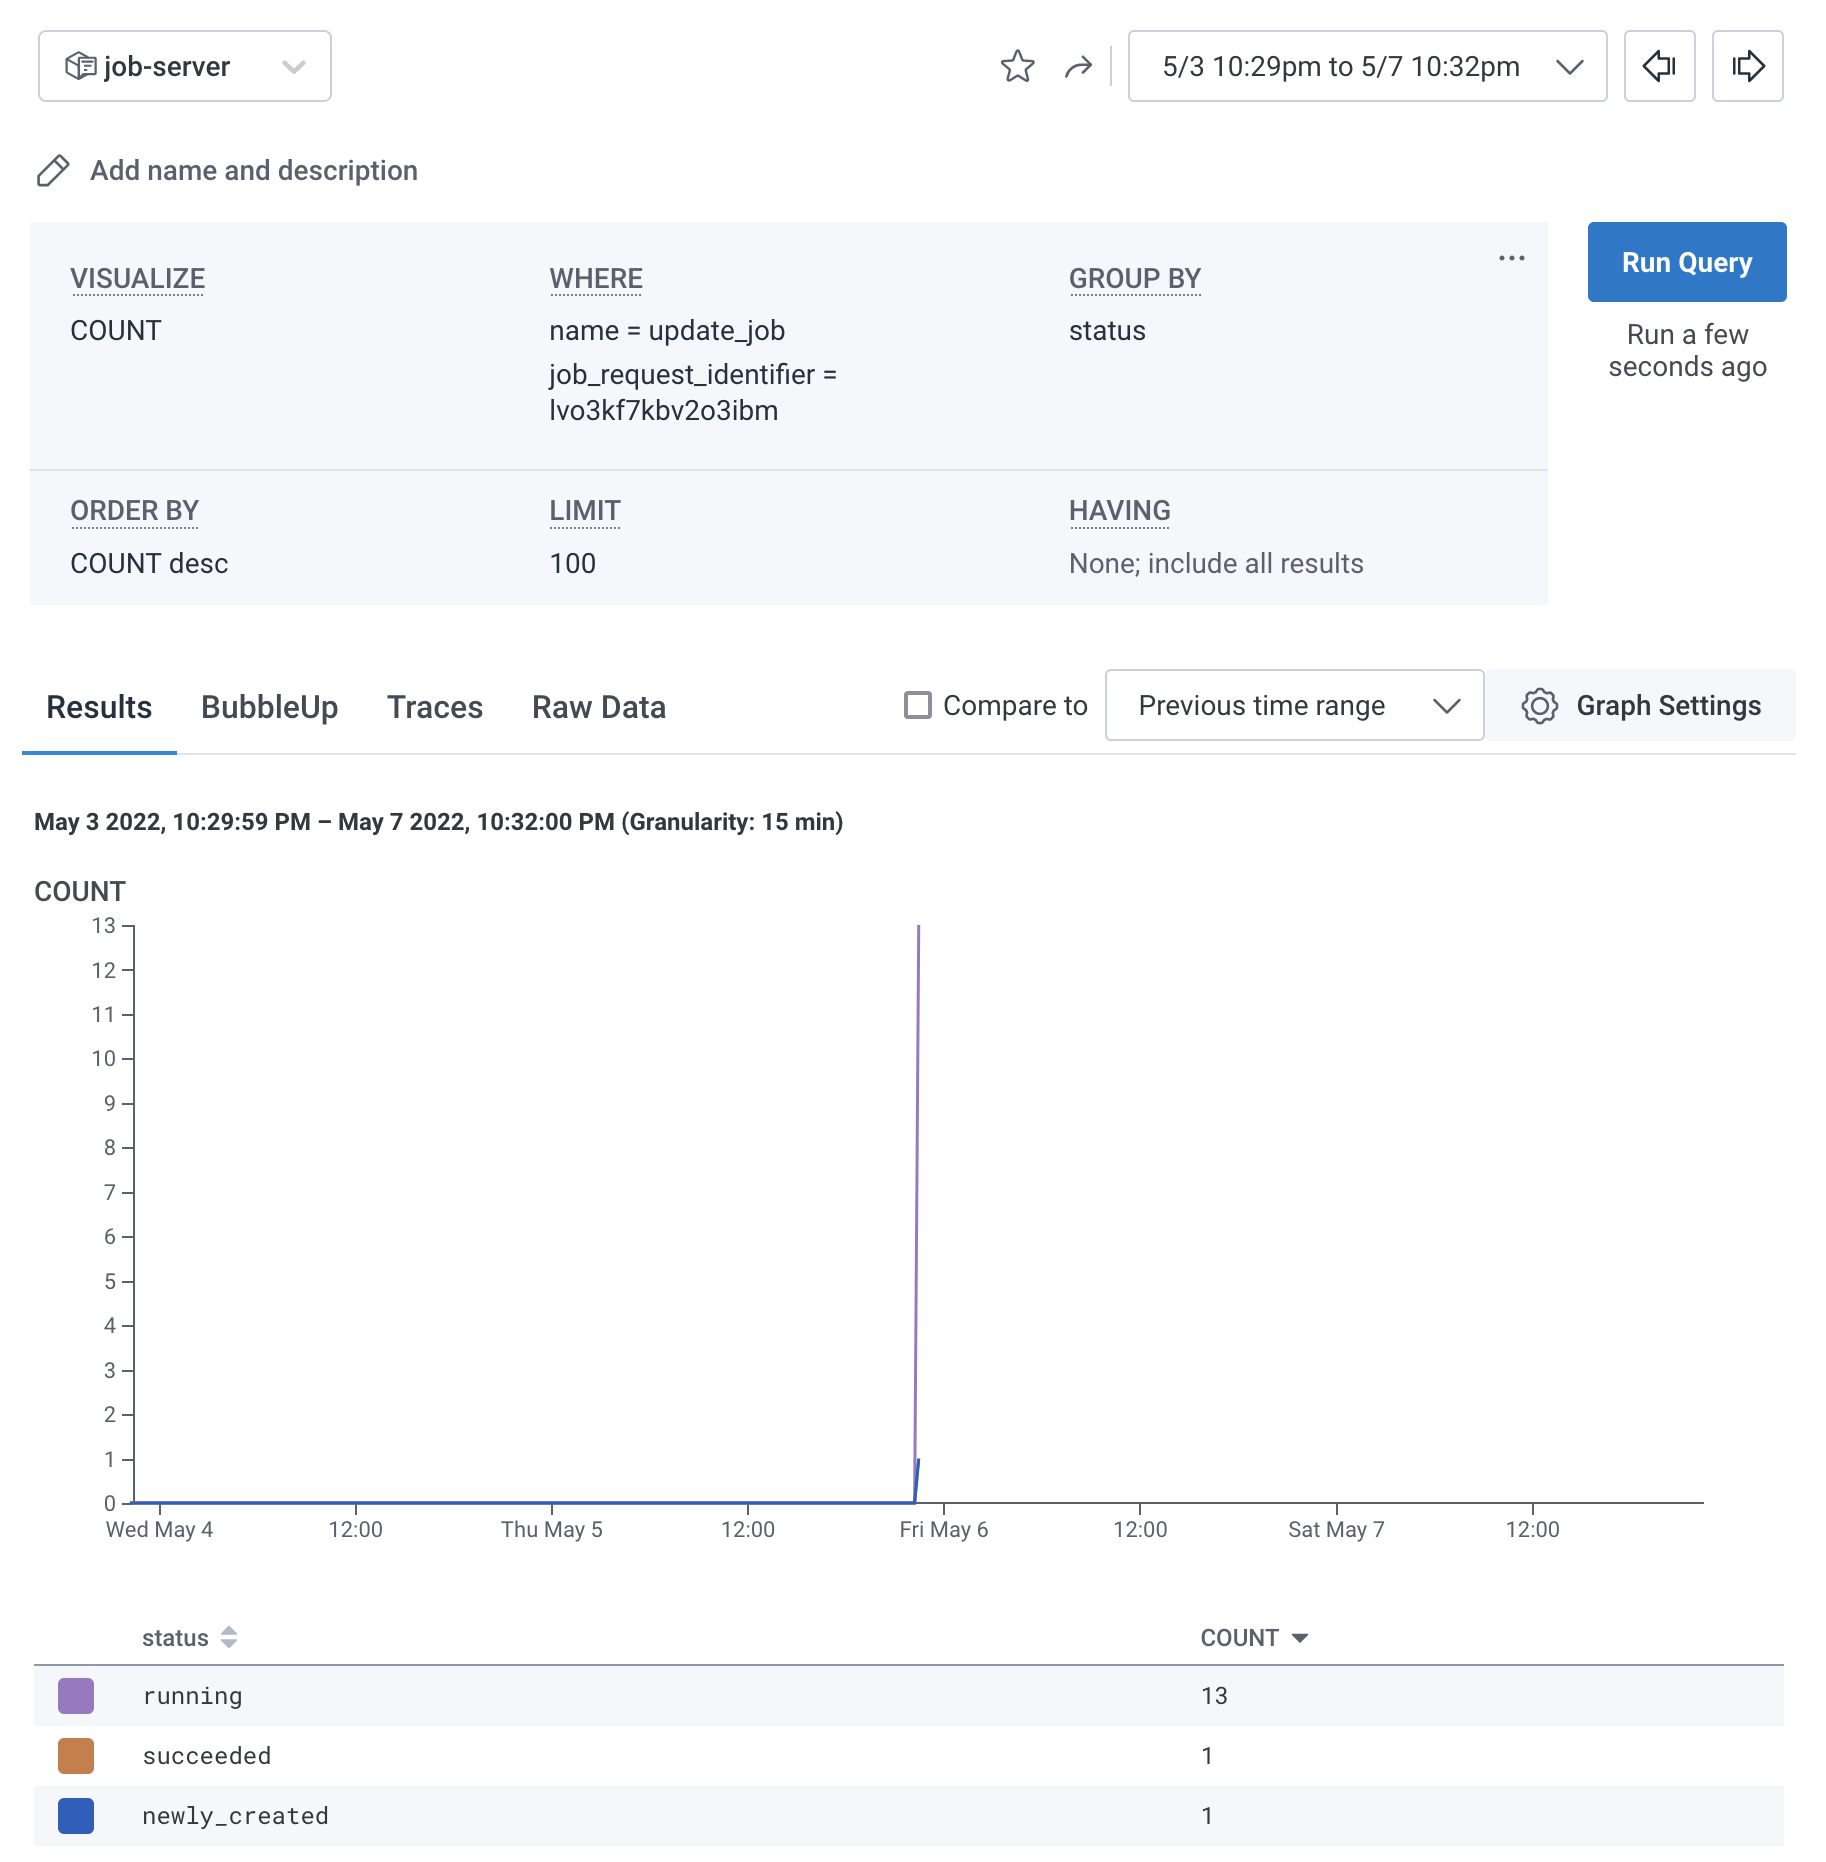 job-server
5/3 10:29pm to 5/7 10:32pm
Add name and description
VISUALIZE
COUNT
WHERE
name = update_job
job_request_identifier =
lvo3kf7kbv2o3ibm
GROUP BY
status
Run Query
Run a few
seconds ago
ORDER BY
COUNT desc
LIMIT
100
HAVING
None; include all results
Results BubbleUp Traces Raw Data
Compare to
Previous time range
Graph Settings
May 3 2022, 10:29:59 PM – May 7 2022, 10:32:00 PM (Granularity: 15 min)
COUNT
13
12
11
10
9
8
7
6
5
4
3
2
1
0
Wed May 4 12:00 Thu May 5 12:00 Fri May 6 12:00 Sat May 7 12:00
status COUNT
running 13
succeeded 1
newly_created 1